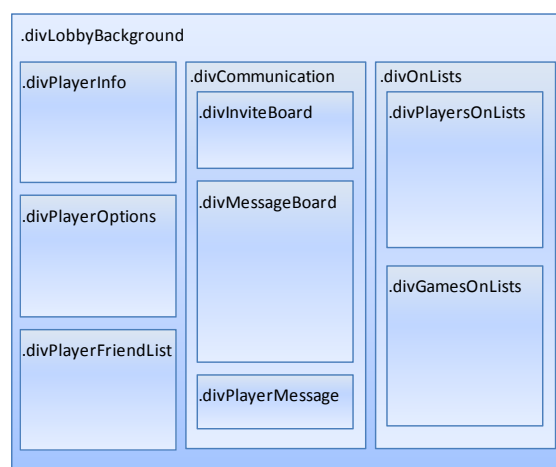 .divLobbyBackground
.divPlayerInfo
.divPlayerOptions
.divPlayerFriendList
.divCommunication
.divInviteBoard
.divMessageBoard
.divPlayerMessage
.divOnLists
.divPlayersOnLists
.divGamesOnLists